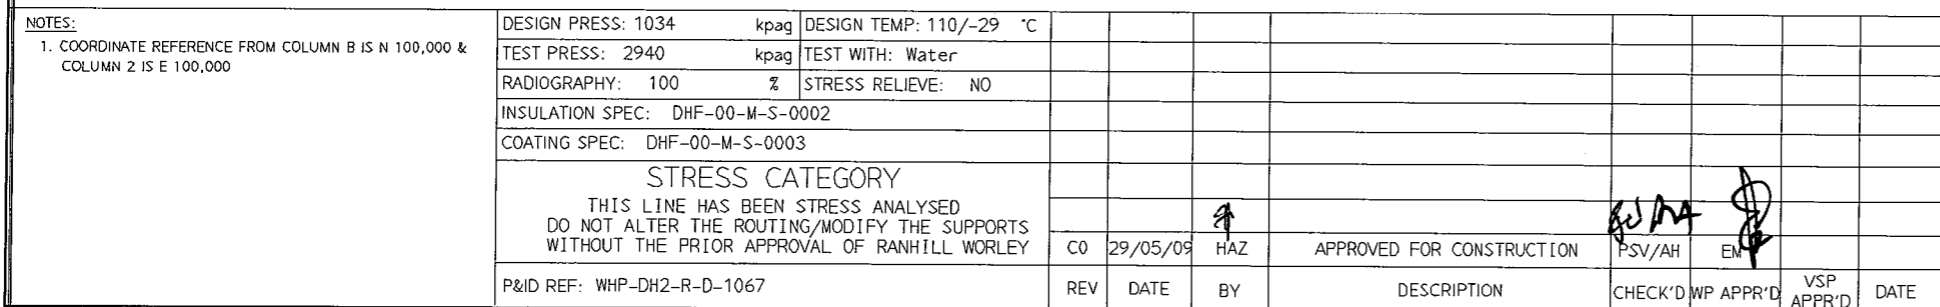 NOTES:
1. COORDINATE REFERENCE FROM COLUMN B IS N 100,000 &
COLUMN 2 IS E 100,000
DESIGN PRESS: 1034 kpag DESIGN TEMP: 110/-29 °C
TEST PRESS: 2940 kpag TEST WITH: Water
RADIOGRAPHY: 100 % STRESS RELIEVE: NO
INSULATION SPEC: DHF-00-M-S-0002
COATING SPEC: DHF-00-M-S-0003
STRESS CATEGORY
THIS LINE HAS BEEN STRESS ANALYSED
DO NOT ALTER THE ROUTING/MODIFY THE SUPPORTS
WITHOUT THE PRIOR APPROVAL OF RANHILL WORLEY
P&ID REF: WHP-DH2-R-D-1067
C0 29/05/09 HAZ APPROVED FOR CONSTRUCTION PSV/AH EM
REV DATE BY DESCRIPTION CHECK'D WP APPR'D VSP APPR'D DATE